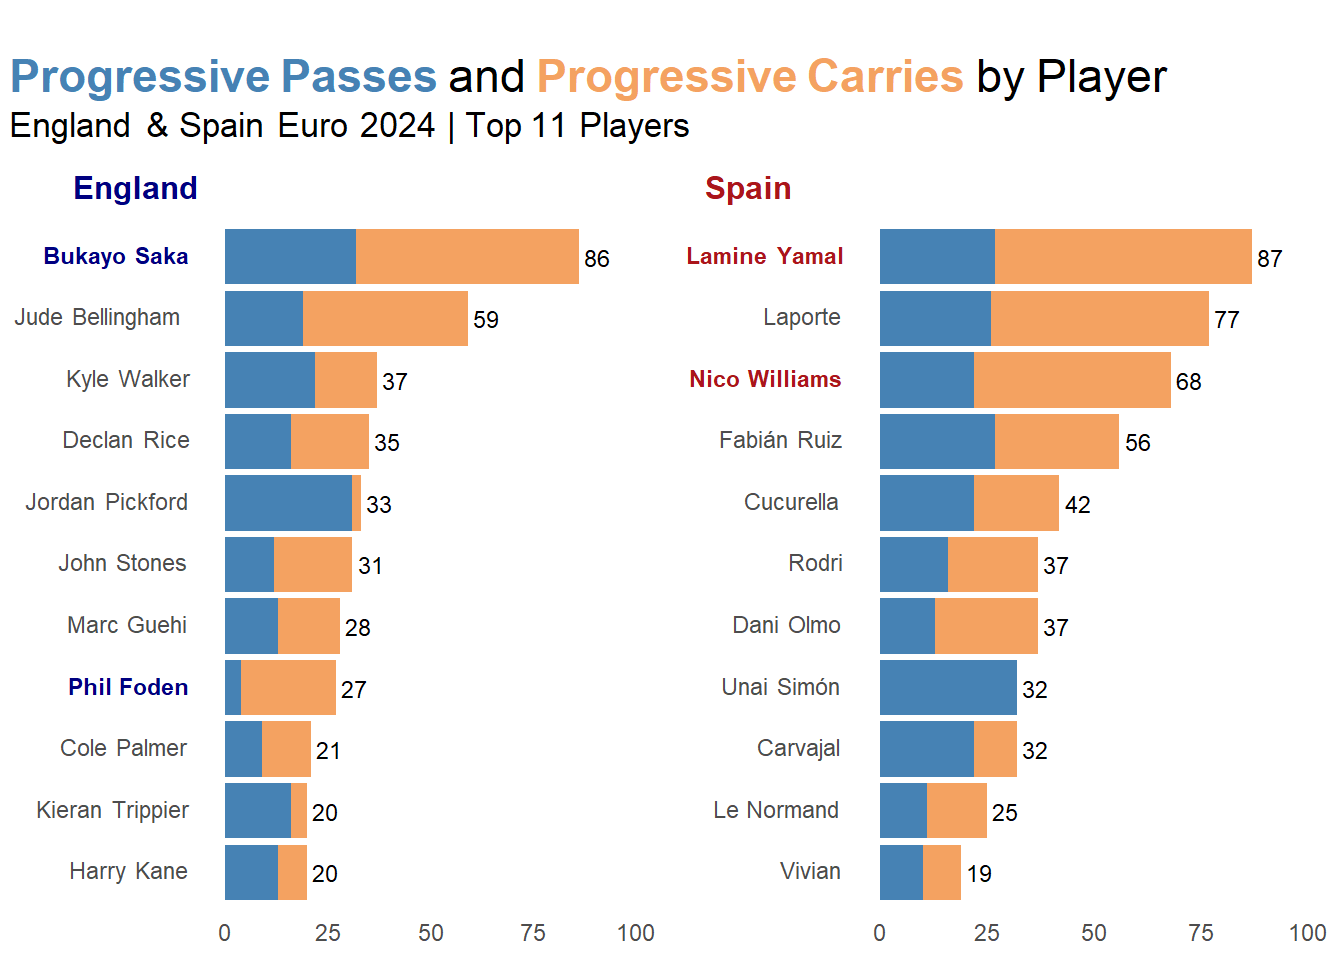 Progressive Passes and Progressive Carries by Player
England & Spain Euro 2024 | Top 11 Players
England
Bukayo Saka 86
Jude Bellingham 59
Kyle Walker 37
Declan Rice 35
Jordan Pickford 33
John Stones 31
Marc Guehi 28
Phil Foden 27
Cole Palmer 21
Kieran Trippier 20
Harry Kane 20
0 25 50 75 100
Spain
Lamine Yamal 87
Laporte 77
Nico Williams 68
Fabián Ruiz 56
Cucurella 42
Rodri 37
Dani Olmo 37
Unai Simón 32
Carvajal 32
Le Normand 25
Vivian 19
0 25 50 75 100